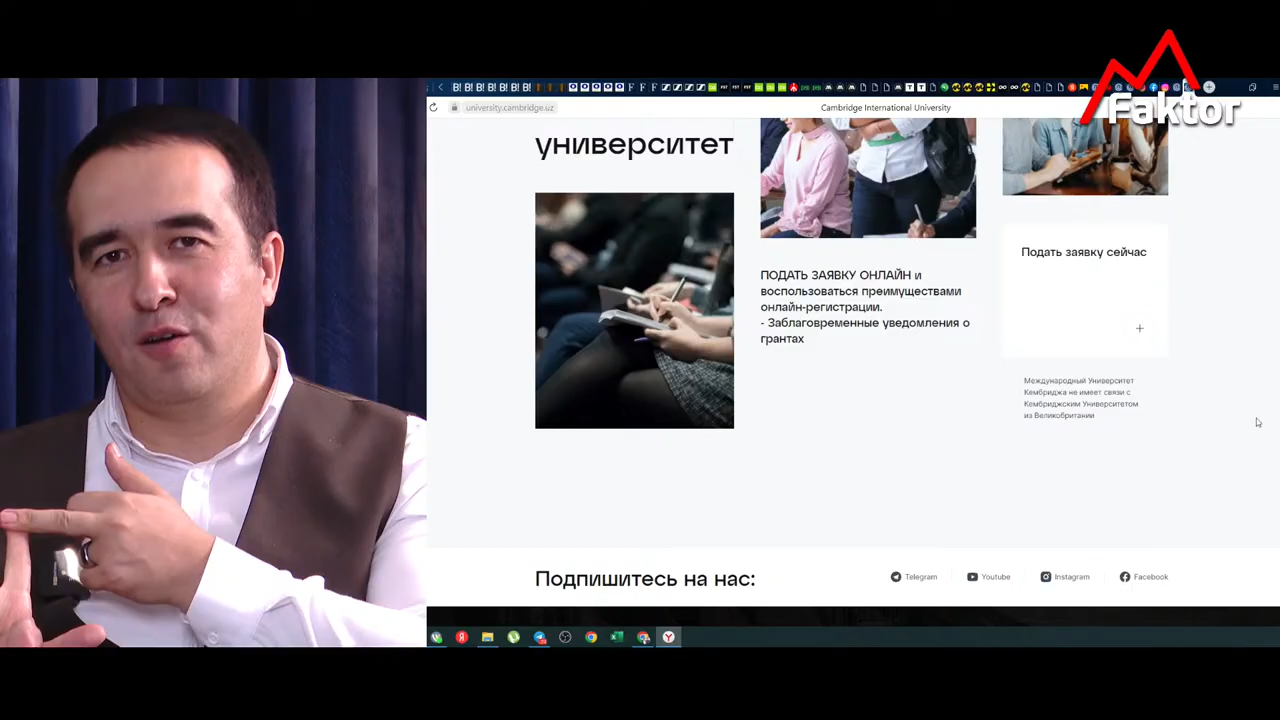 Faktor
university.cambridge.uz
Cambridge International University
университет
ПОДАТЬ ЗАЯВКУ ОНЛАЙН и
воспользоваться преимуществами
онлайн-регистрации.
- Заблаговременные уведомления о
грантах
Подать заявку сейчас
+
Международный Университет
Кембриджа не имеет связи с
Кембриджским Университетом
из Великобритании
Подпишитесь на нас:
Telegram
Youtube
Instagram
Facebook